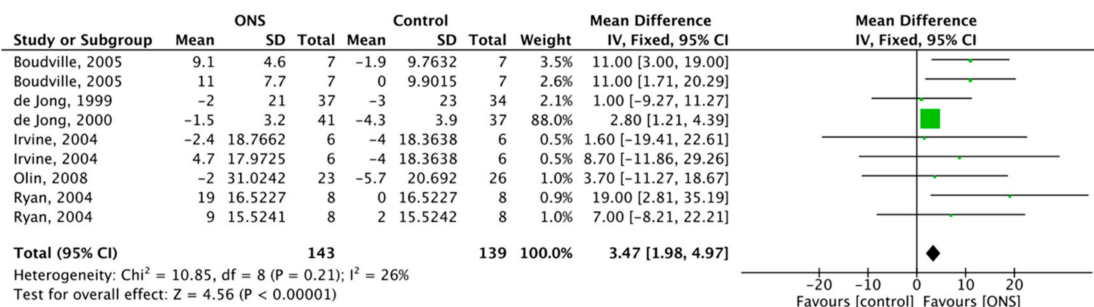 ONS Control Mean Difference Mean Difference
Study or Subgroup Mean SD Total Mean SD Total Weight IV, Fixed, 95% CI IV, Fixed, 95% CI
Boudville, 2005 9.1 4.6 7 -1.9 9.7632 7 3.5% 11.00 [3.00, 19.00]
Boudville, 2005 11 7.7 7 0 9.9015 7 2.6% 11.00 [1.71, 20.29]
de Jong, 1999 -2 21 37 -3 23 34 2.1% 1.00 [-9.27, 11.27]
de Jong, 2000 -1.5 3.2 41 -4.3 3.9 37 88.0% 2.80 [1.21, 4.39]
Irvine, 2004 -2.4 18.7662 6 -4 18.3638 6 0.5% 1.60 [-19.41, 22.61]
Irvine, 2004 4.7 17.9725 6 -4 18.3638 6 0.5% 8.70 [-11.86, 29.26]
Olin, 2008 -2 31.0242 23 -5.7 20.692 26 1.0% 3.70 [-11.27, 18.67]
Ryan, 2004 19 16.5227 8 0 16.5227 8 0.9% 19.00 [2.81, 35.19]
Ryan, 2004 9 15.5241 8 2 15.5242 8 1.0% 7.00 [-8.21, 22.21]
Total (95% CI) 143 139 100.0% 3.47 [1.98, 4.97]
Heterogeneity: Chi² = 10.85, df = 8 (P = 0.21); I² = 26%
Test for overall effect: Z = 4.56 (P < 0.00001)
-20 -10 0 10 20
Favours [control] Favours [ONS]